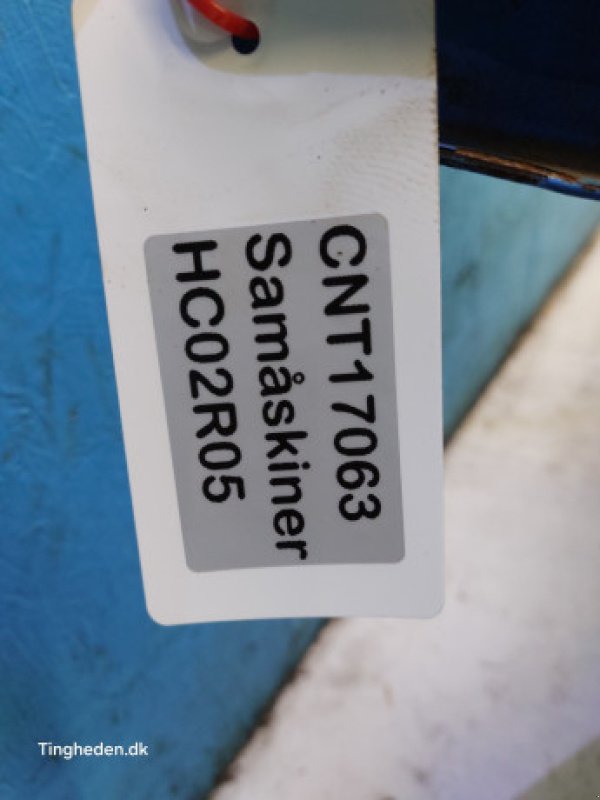 CNT17063
Samåskiner
HC02R05
Tingheden.dk